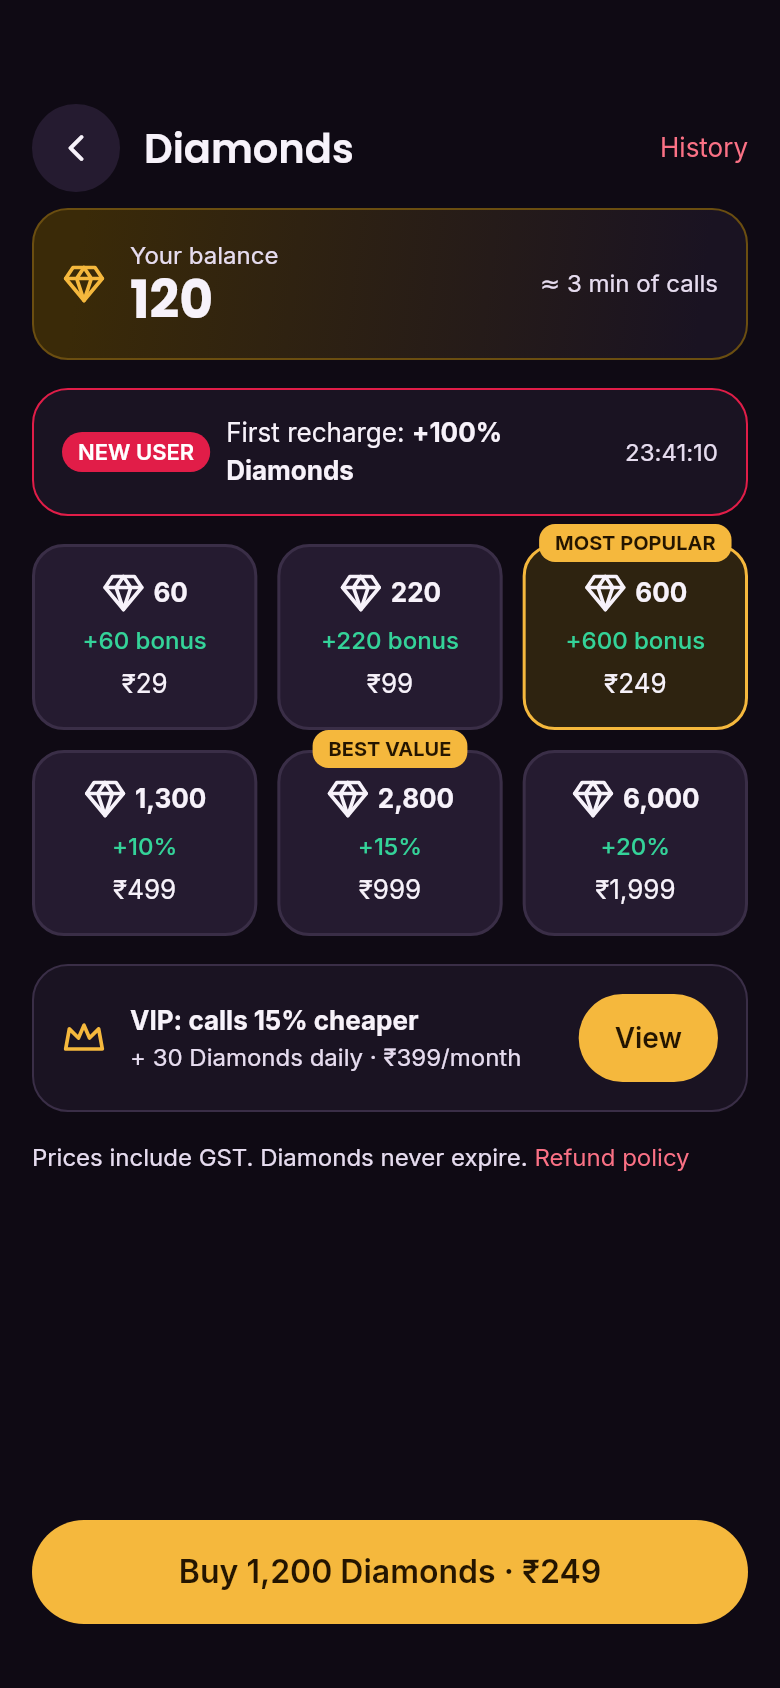 Diamonds
History
Your balance
120
≈ 3 min of calls
NEW USER
First recharge: +100%
Diamonds
23:41:10
MOST POPULAR
60
+60 bonus
₹29
220
+220 bonus
₹99
600
+600 bonus
₹249
BEST VALUE
1,300
+10%
₹499
2,800
+15%
₹999
6,000
+20%
₹1,999
VIP: calls 15% cheaper
+ 30 Diamonds daily · ₹399/month
View
Prices include GST. Diamonds never expire. Refund policy
Buy 1,200 Diamonds · ₹249